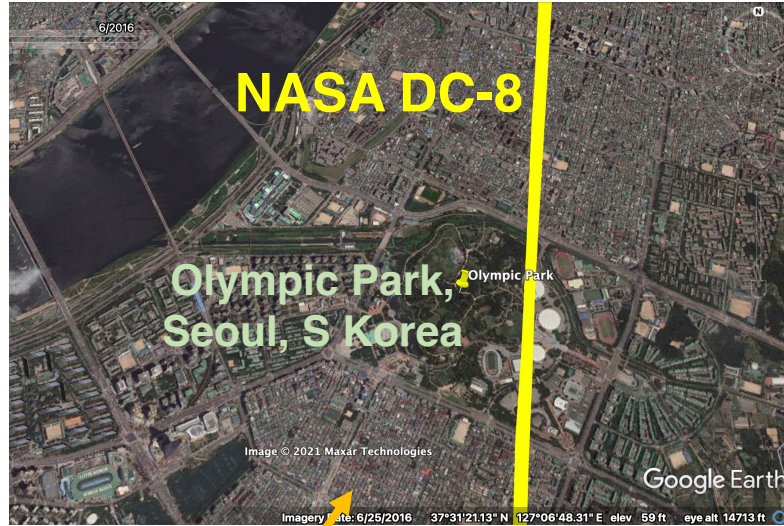 6/2016
N
NASA DC-8
Olympic Park
Olympic Park,
Seoul, S Korea
Image © 2021 Maxar Technologies
Google Earth
Imagery Date: 6/25/2016 37°31'21.13" N 127°06'48.31" E elev 59 ft eye alt 14713 ft